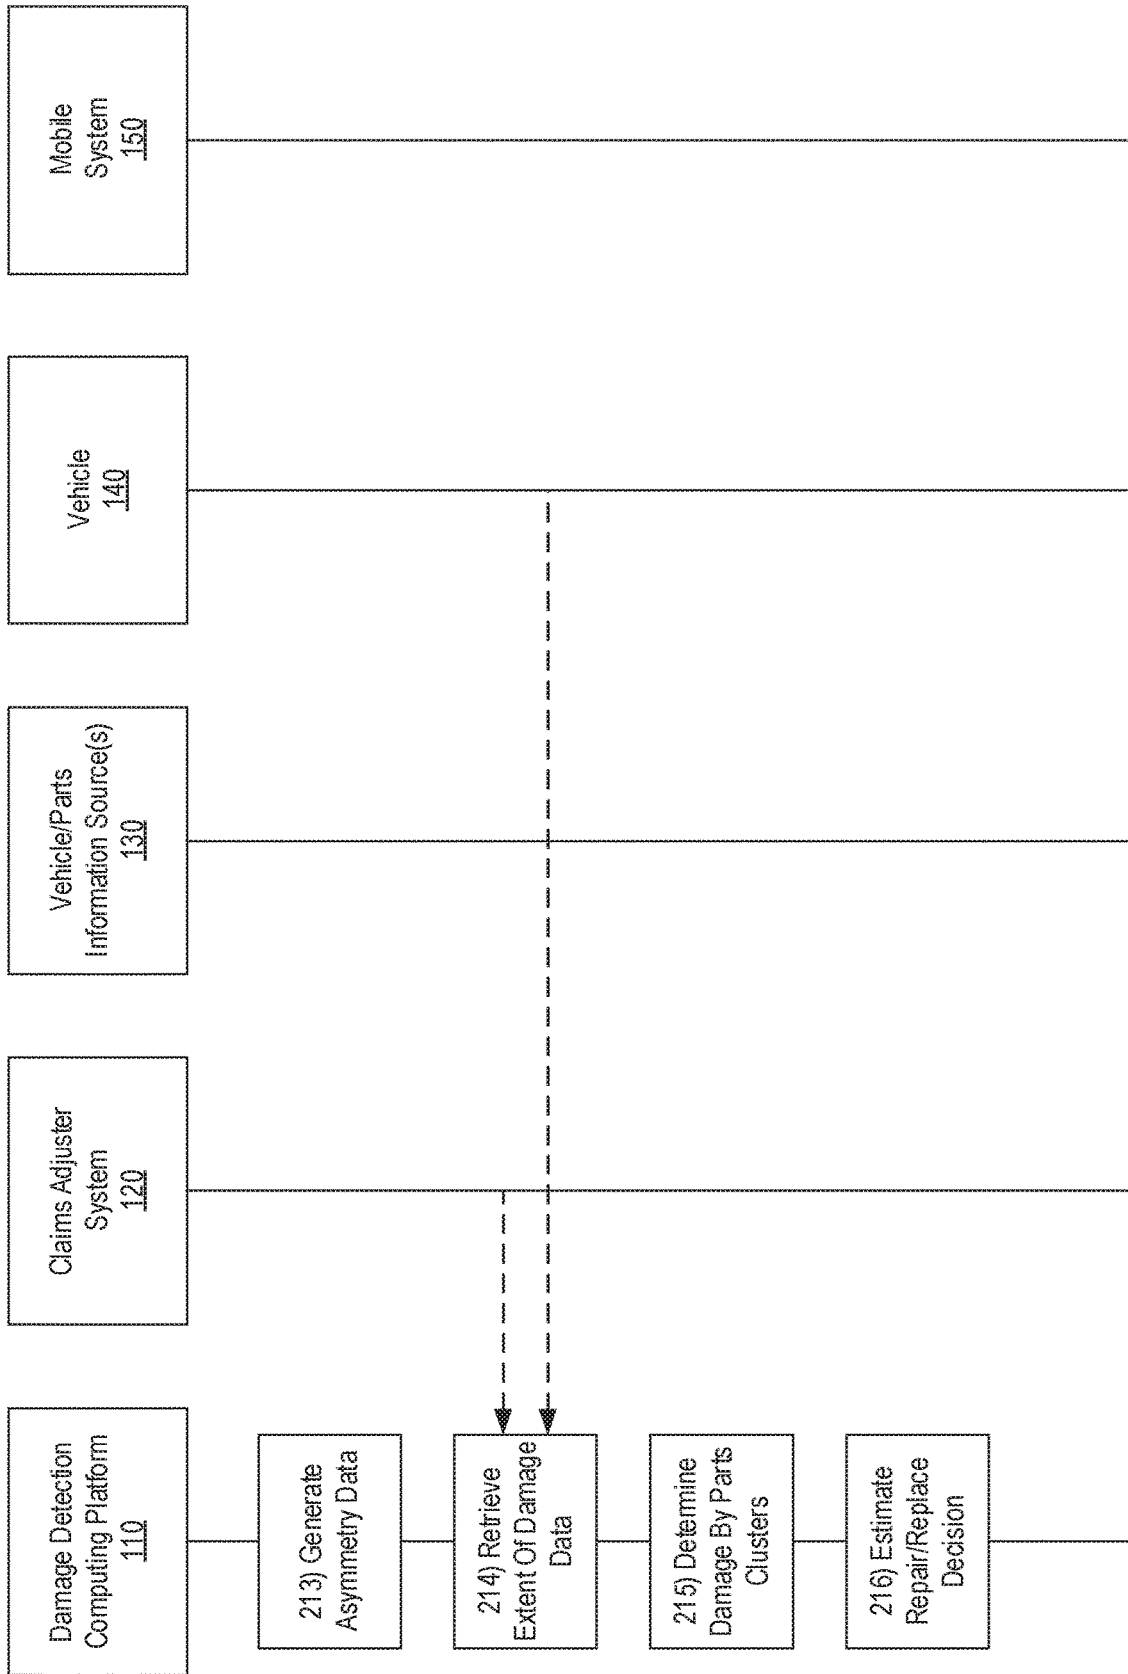 Damage Detection
Computing Platform
110
Claims Adjuster
System
120
Vehicle/Parts
Information Source(s)
130
Vehicle
140
Mobile
System
150
213) Generate
Asymmetry Data
214) Retrieve
Extent Of Damage
Data
215) Determine
Damage By Parts
Clusters
216) Estimate
Repair/Replace
Decision